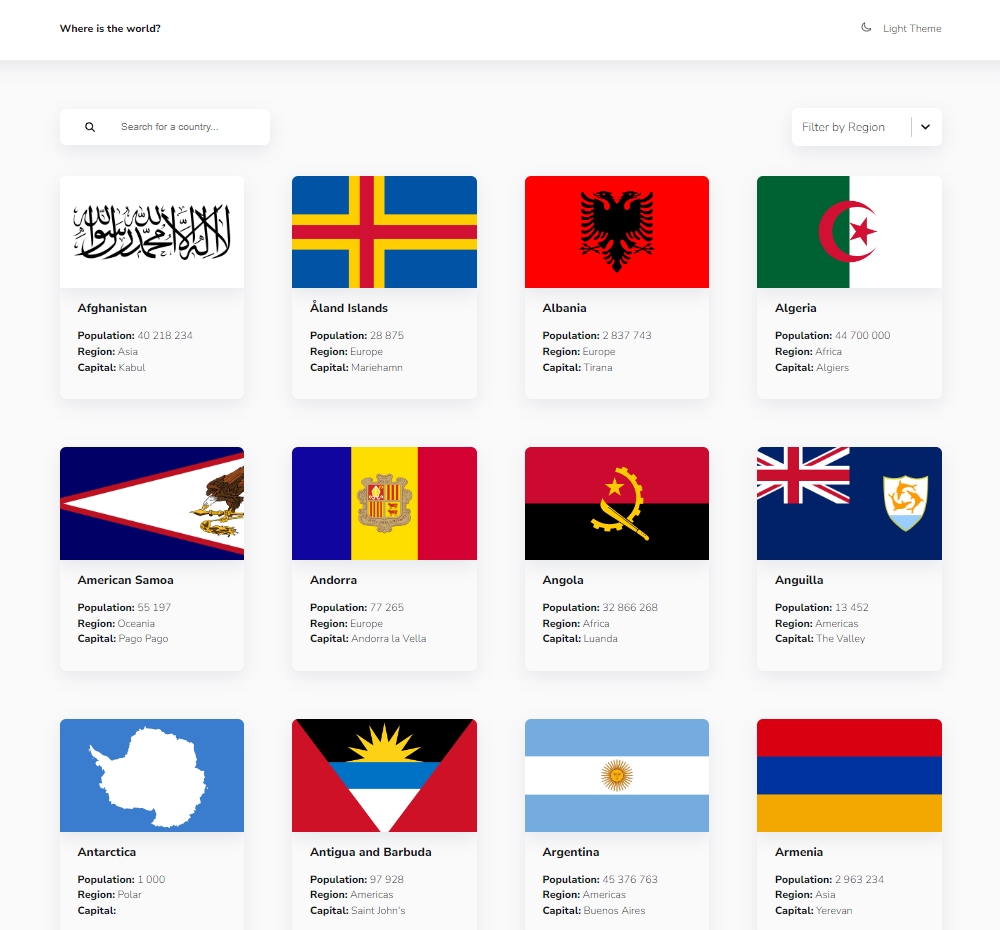 Where is the world?
Light Theme
Search for a country...
Filter by Region
لا إله إلا الله محمد رسول الله
Afghanistan
Population: 40 218 234
Region: Asia
Capital: Kabul
Åland Islands
Population: 28 875
Region: Europe
Capital: Mariehamn
Albania
Population: 2 837 743
Region: Europe
Capital: Tirana
Algeria
Population: 44 700 000
Region: Africa
Capital: Algiers
American Samoa
Population: 55 197
Region: Oceania
Capital: Pago Pago
Andorra
Population: 77 265
Region: Europe
Capital: Andorra la Vella
Angola
Population: 32 866 268
Region: Africa
Capital: Luanda
Anguilla
Population: 13 452
Region: Americas
Capital: The Valley
Antarctica
Population: 1 000
Region: Polar
Capital:
Antigua and Barbuda
Population: 97 928
Region: Americas
Capital: Saint John's
Argentina
Population: 45 376 763
Region: Americas
Capital: Buenos Aires
Armenia
Population: 2 963 234
Region: Asia
Capital: Yerevan